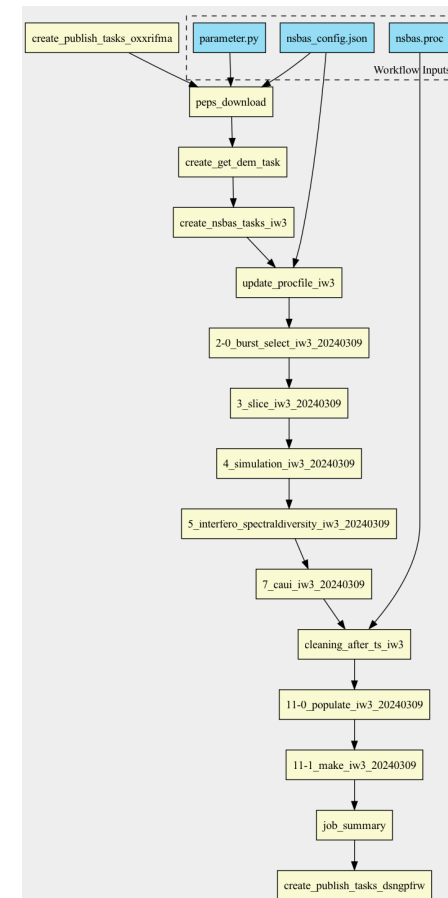 create_publish_tasks_oxxrifma
parameter.py
nsbas_config.json
nsbas.proc
Workflow Inputs
peps_download
create_get_dem_task
create_nsbas_tasks_iw3
update_procfile_iw3
2-0_burst_select_iw3_20240309
3_slice_iw3_20240309
4_simulation_iw3_20240309
5_interfero_spectraldiversity_iw3_20240309
7_caui_iw3_20240309
cleaning_after_ts_iw3
11-0_populate_iw3_20240309
11-1_make_iw3_20240309
job_summary
create_publish_tasks_dsngpfrw